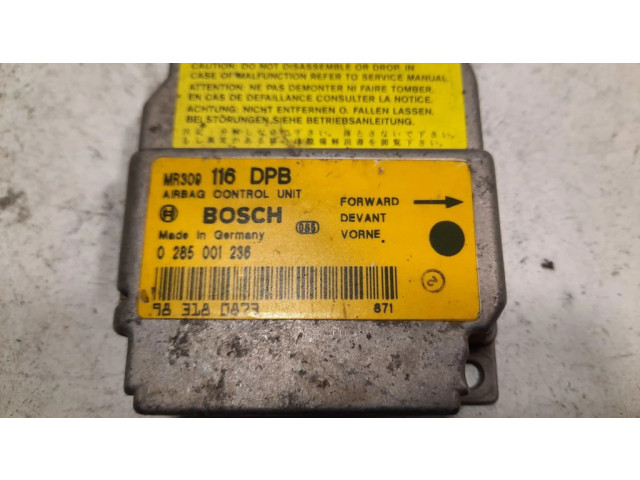 CAUTION: DO NOT DISASSEMBLE OR DROP. IN
CASE OF MALFUNCTION REFER TO SERVICE MANUAL.
ATTENTION: NE PAS DEMONTER NI FAIRE TOMBER.
EN CAS DE DEFAILLANCE CONSULTER LA NOTICE.
ACHTUNG: NICHT ENTFERNEN O. FALLEN LASSEN.
BEI STÖRUNGEN, SIEHE BETRIEBSANLEITUNG.
MR309 116 DPB
AIRBAG CONTROL UNIT
BOSCH
Made in Germany
0 285 001 236
FORWARD
DEVANT
VORNE
2
98 318 0873
871